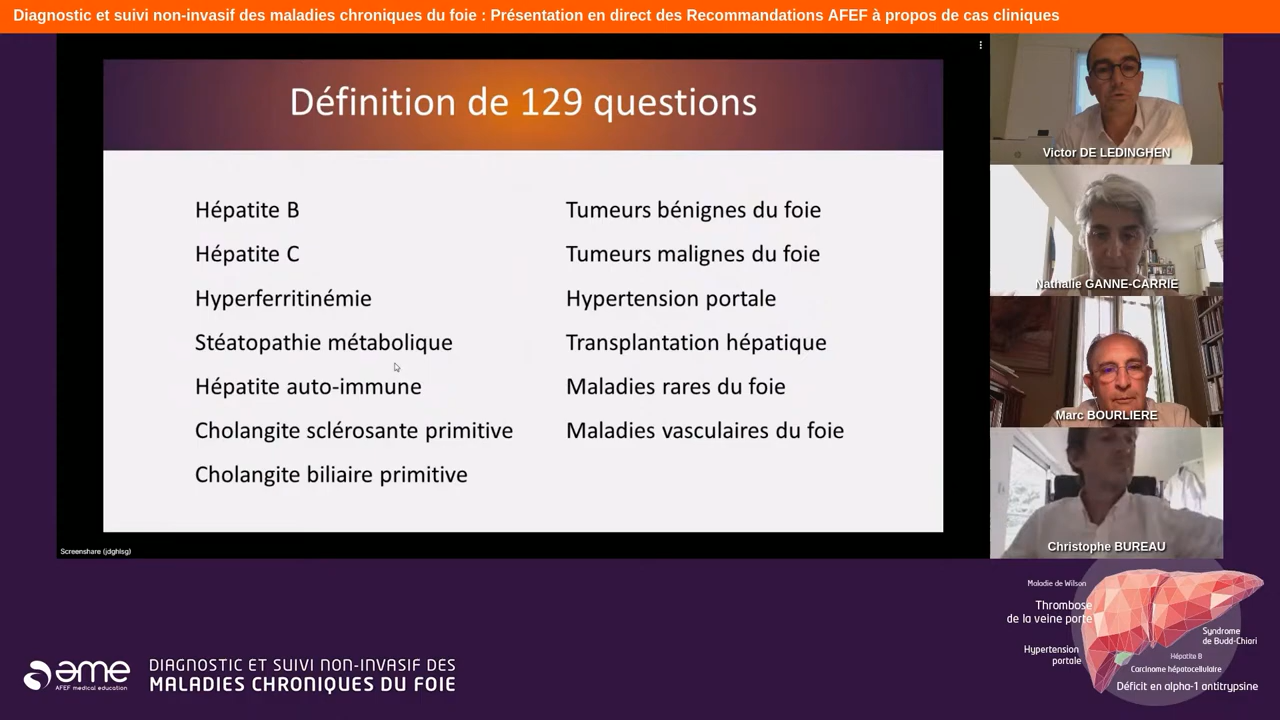 Diagnostic et suivi non-invasif des maladies chroniques du foie : Présentation en direct des Recommandations AFEF à propos de cas cliniques
Définition de 129 questions
Hépatite B
Hépatite C
Hyperferritinémie
Stéatopathie métabolique
Hépatite auto-immune
Cholangite sclérosante primitive
Cholangite biliaire primitive
Tumeurs bénignes du foie
Tumeurs malignes du foie
Hypertension portale
Transplantation hépatique
Maladies rares du foie
Maladies vasculaires du foie
Screenshare (jdghlsg)
Victor DE LEDINGHEN
Nathalie GANNE-CARRIE
Marc BOURLIERE
Christophe BUREAU
ame
AFEF medical education
DIAGNOSTIC ET SUIVI NON-INVASIF DES
MALADIES CHRONIQUES DU FOIE
Maladie de Wilson
Thrombose
de la veine porte
Hypertension
portale
Syndrome
de Budd-Chiari
Hépatite B
Carcinome hépatocellulaire
Déficit en alpha-1 antitrypsine